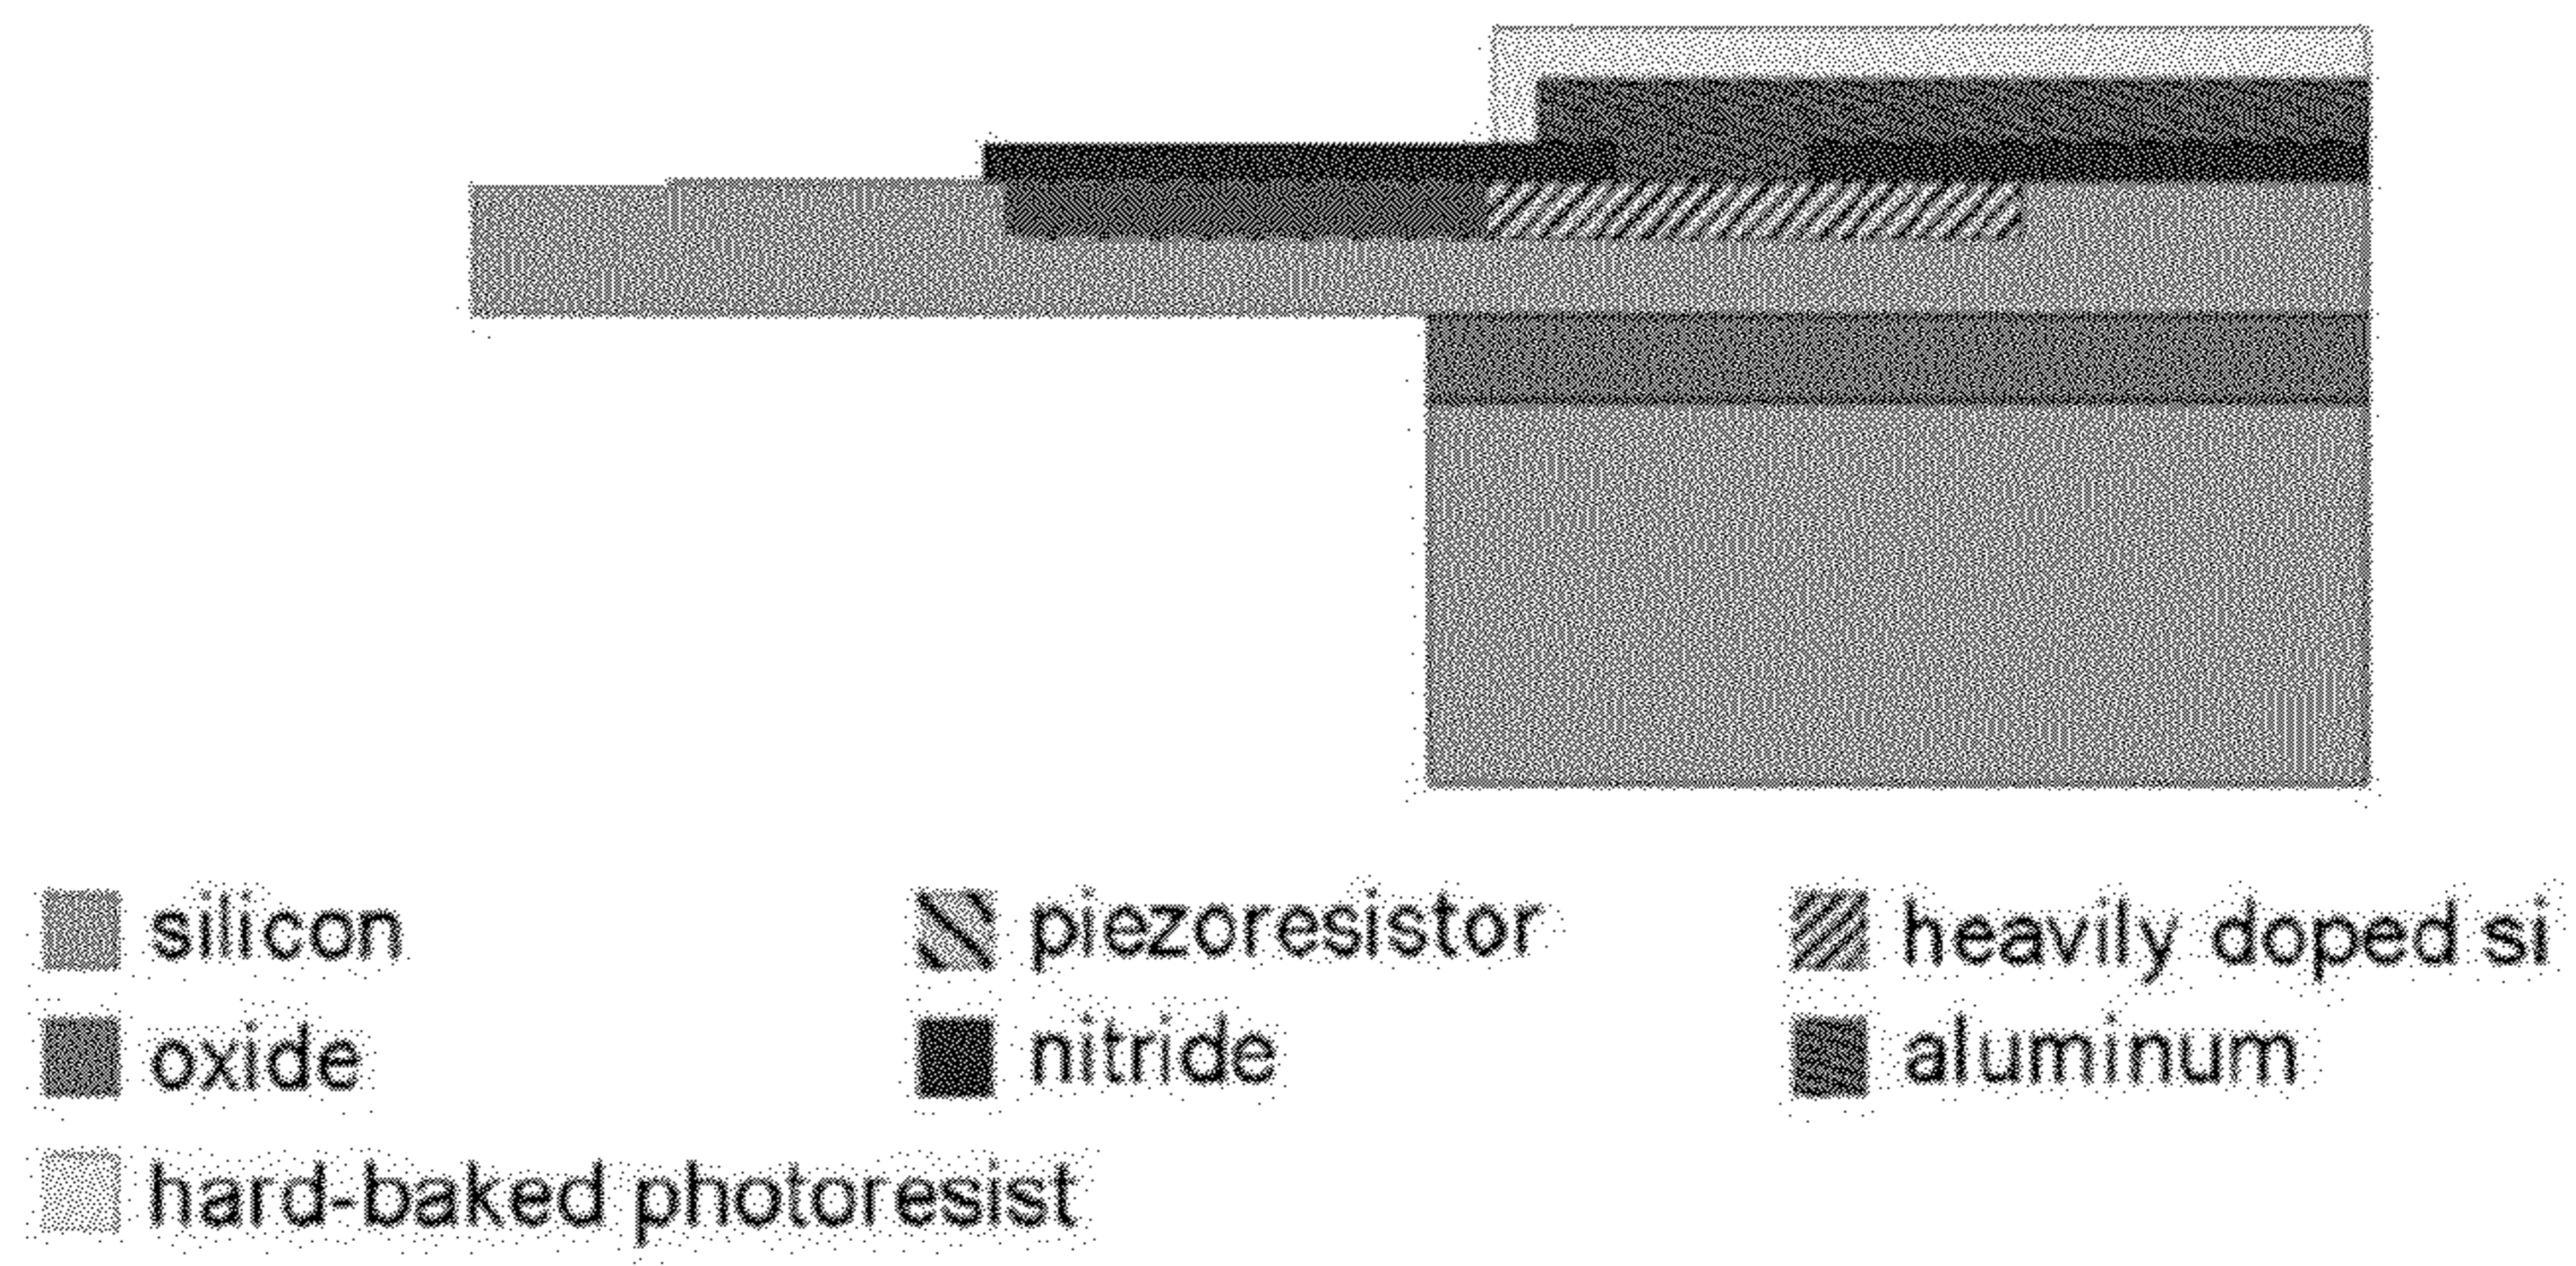 silicon piezoresistor heavily doped si
oxide nitride aluminum
hard-baked photoresist